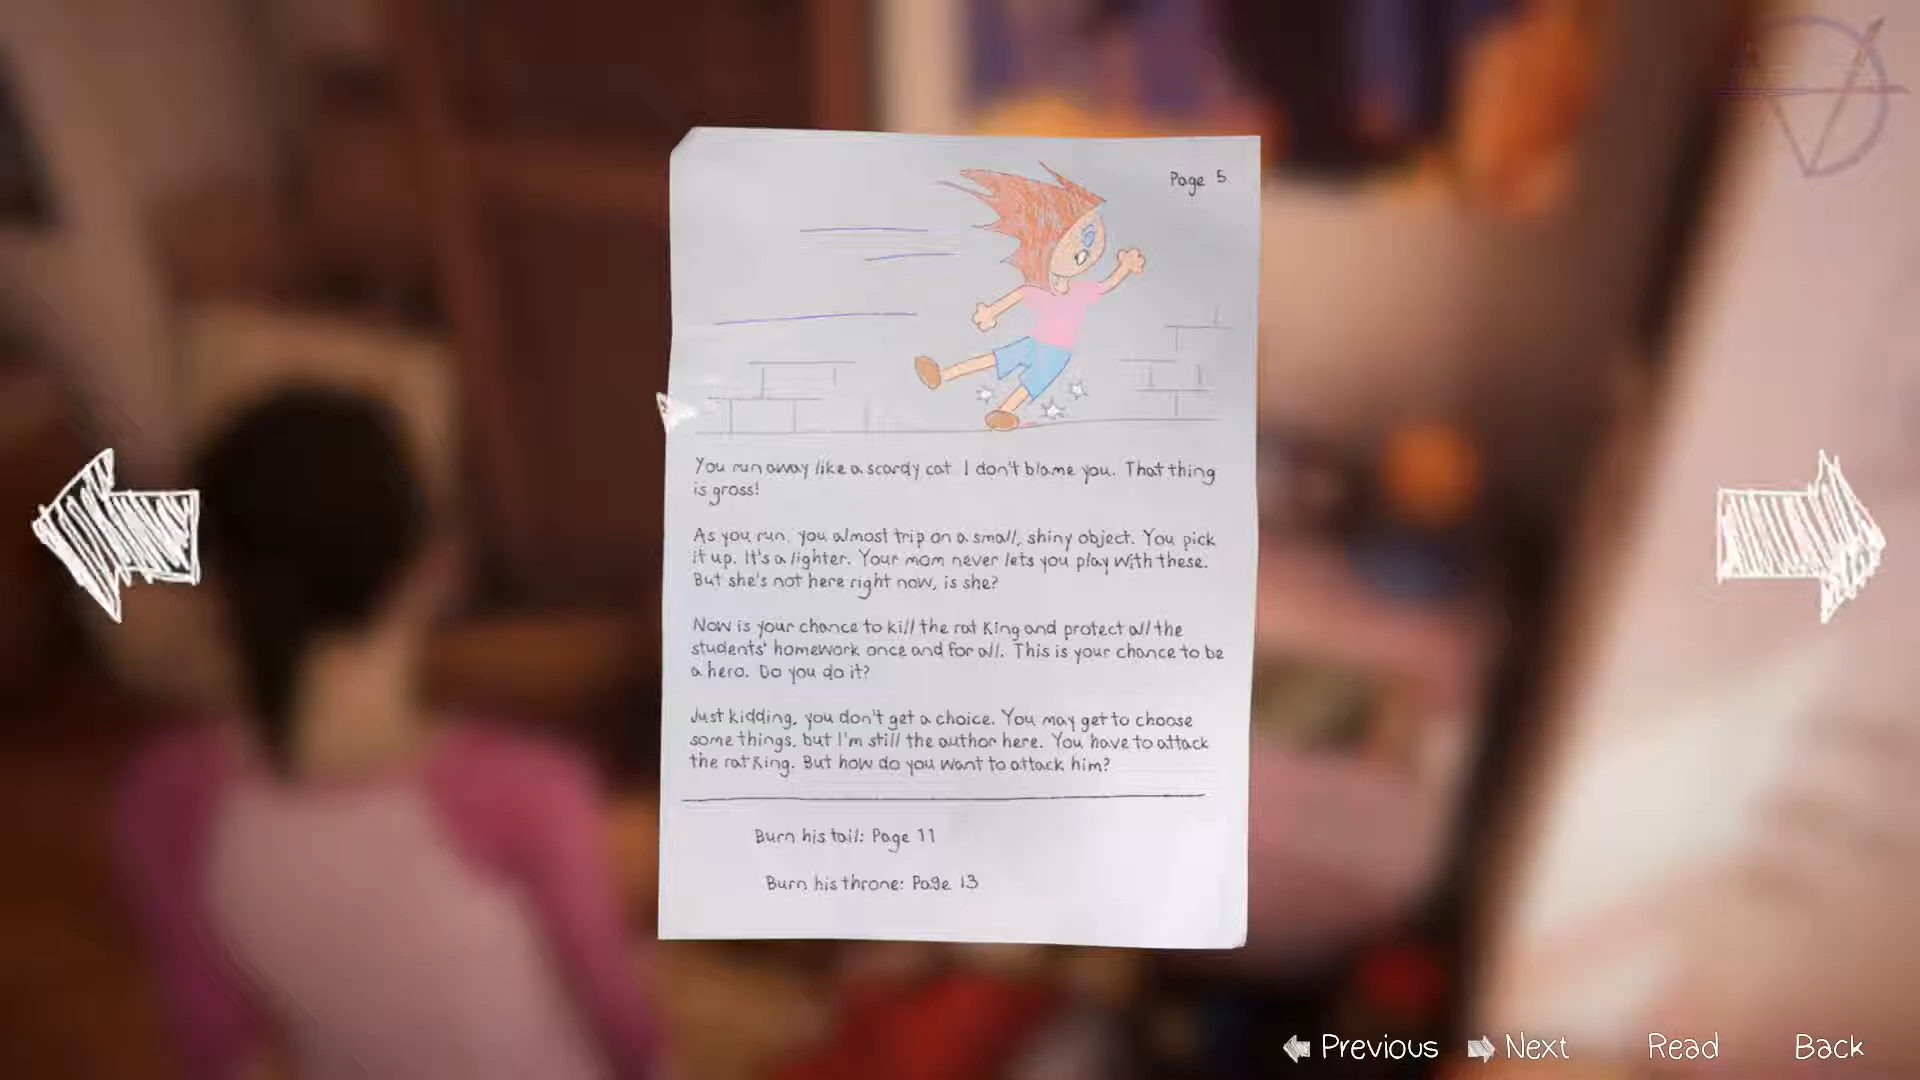 Page 5
You run away like a scardy cat I don't blame you. That thing
is gross!
As you run, you almost trip on a small, shiny object. You pick
it up. It's a lighter. Your mom never lets you play with these.
But she's not here right now, is she?
Now is your chance to kill the rat King and protect all the
students' homework once and for all. This is your chance to be
a hero. Do you do it?
Just kidding, you don't get a choice. You may get to choose
some things, but I'm still the author here. You have to attack
the rat King. But how do you want to attack him?
Burn his tail: Page 11
Burn his throne: Page 13
Previous
Next
Read
Back